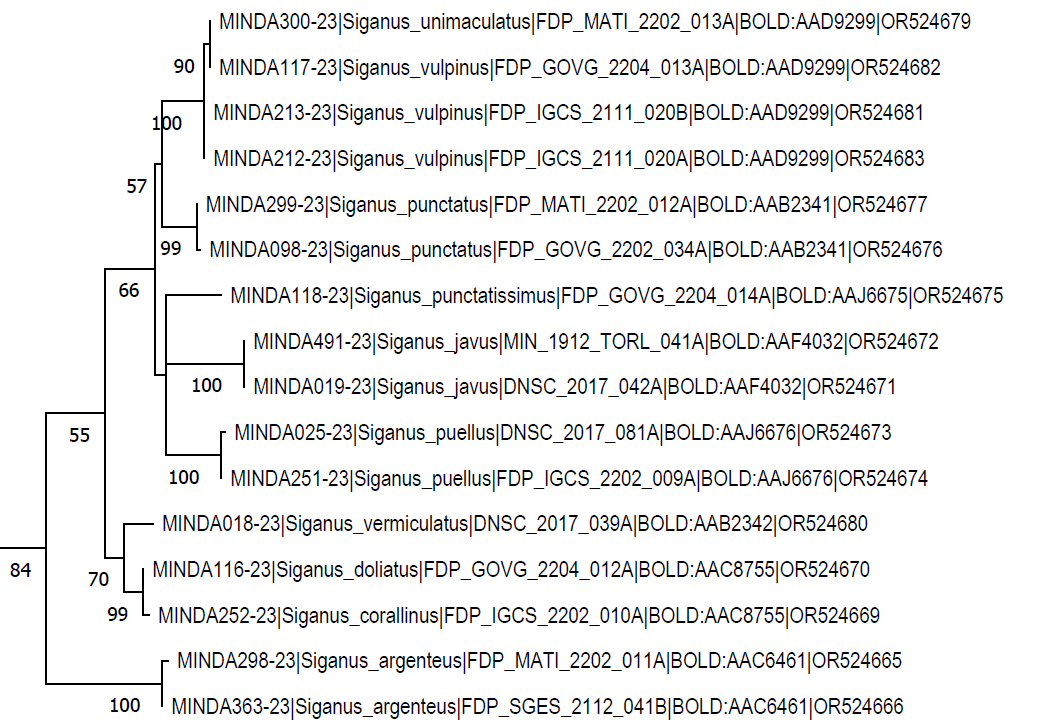 MINDA300-23|Siganus_unimaculatus|FDP_MATI_2202_013A|BOLD:AAD9299|OR524679
90
MINDA117-23|Siganus_vulpinus|FDP_GOVG_2204_013A|BOLD:AAD9299|OR524682
MINDA213-23|Siganus_vulpinus|FDP_IGCS_2111_020B|BOLD:AAD9299|OR524681
100
MINDA212-23|Siganus_vulpinus|FDP_IGCS_2111_020A|BOLD:AAD9299|OR524683
57
MINDA299-23|Siganus_punctatus|FDP_MATI_2202_012A|BOLD:AAB2341|OR524677
99
MINDA098-23|Siganus_punctatus|FDP_GOVG_2202_034A|BOLD:AAB2341|OR524676
66
MINDA118-23|Siganus_punctatissimus|FDP_GOVG_2204_014A|BOLD:AAJ6675|OR524675
MINDA491-23|Siganus_javus|MIN_1912_TORL_041A|BOLD:AAF4032|OR524672
100
MINDA019-23|Siganus_javus|DNSC_2017_042A|BOLD:AAF4032|OR524671
55
MINDA025-23|Siganus_puellus|DNSC_2017_081A|BOLD:AAJ6676|OR524673
100
MINDA251-23|Siganus_puellus|FDP_IGCS_2202_009A|BOLD:AAJ6676|OR524674
MINDA018-23|Siganus_vermiculatus|DNSC_2017_039A|BOLD:AAB2342|OR524680
84
MINDA116-23|Siganus_doliatus|FDP_GOVG_2204_012A|BOLD:AAC8755|OR524670
70
99
MINDA252-23|Siganus_corallinus|FDP_IGCS_2202_010A|BOLD:AAC8755|OR524669
MINDA298-23|Siganus_argenteus|FDP_MATI_2202_011A|BOLD:AAC6461|OR524665
100
MINDA363-23|Siganus_argenteus|FDP_SGES_2112_041B|BOLD:AAC6461|OR524666